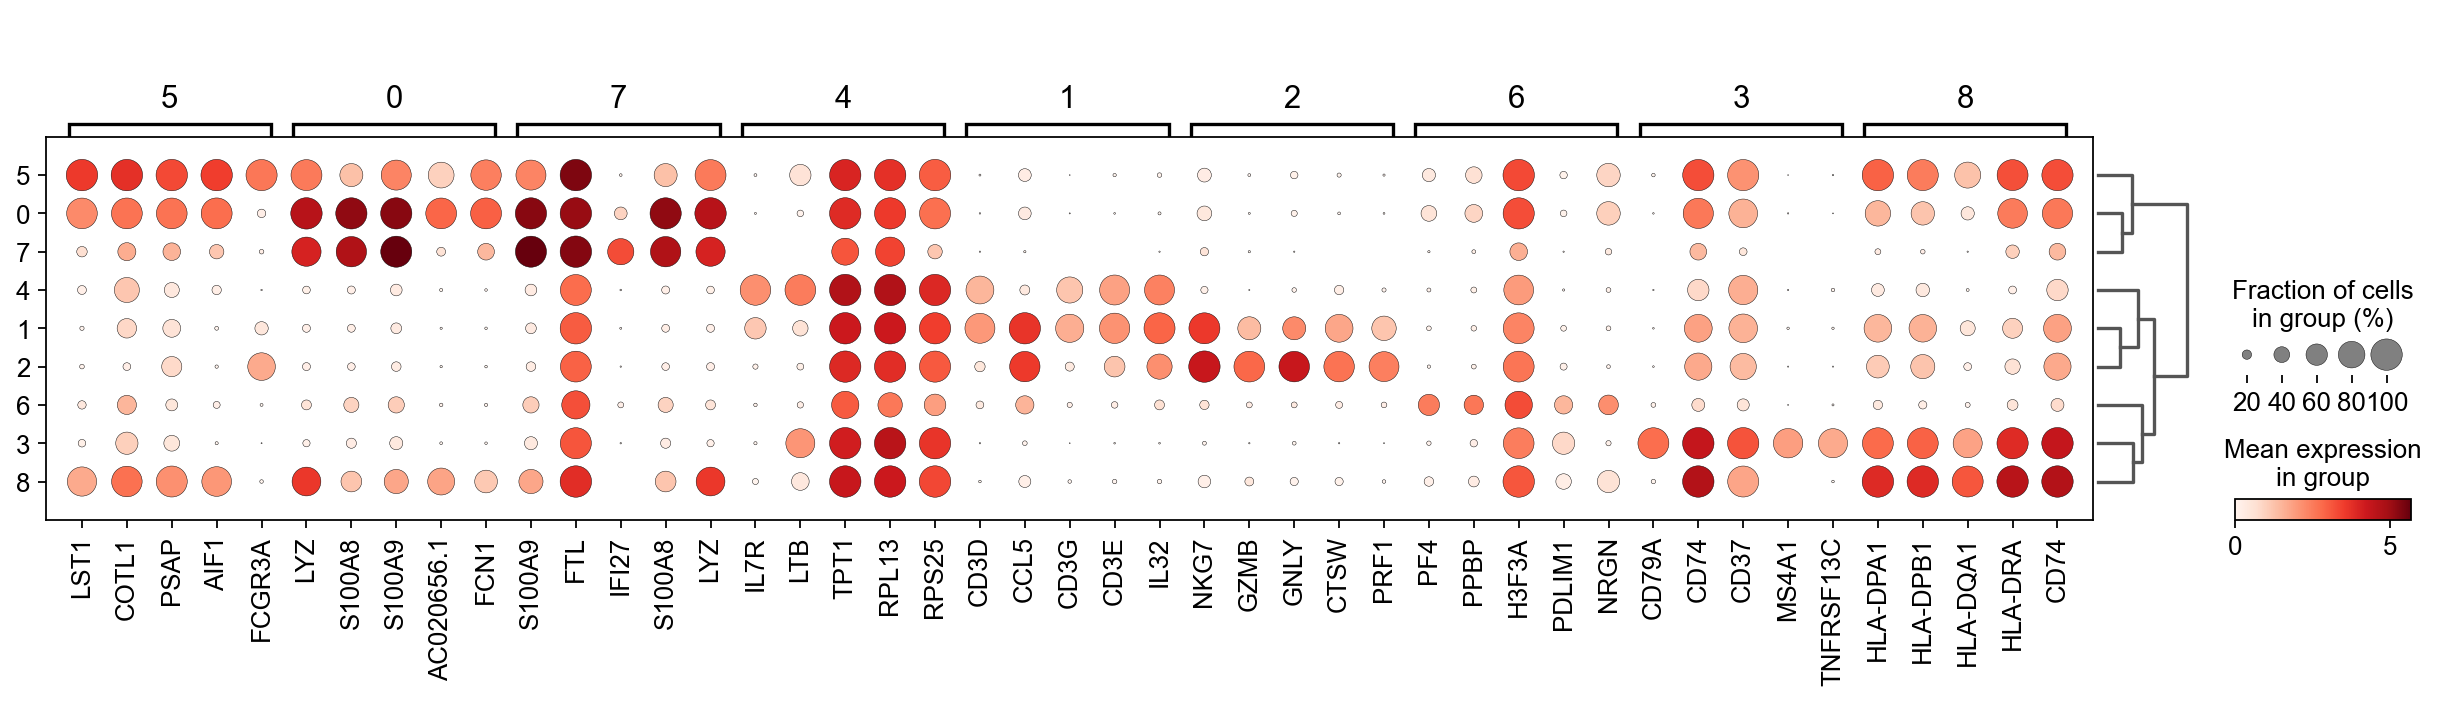 5 0 7 4 1 2 6 3 8
5
0
7
4
1
2
6
3
8
LST1 COTL1 PSAP AIF1 FCGR3A LYZ S100A8 S100A9 AC020656.1 FCN1 S100A9 FTL IFI27 S100A8 LYZ IL7R LTB TPT1 RPL13 RPS25 CD3D CCL5 CD3G CD3E IL32 NKG7 GZMB GNLY CTSW PRF1 PF4 PPBP H3F3A PDLIM1 NRGN CD79A CD74 CD37 MS4A1 TNFRSF13C HLA-DPA1 HLA-DPB1 HLA-DQA1 HLA-DRA CD74
Fraction of cells
in group (%)
20 40 60 80 100
Mean expression
in group
0 5